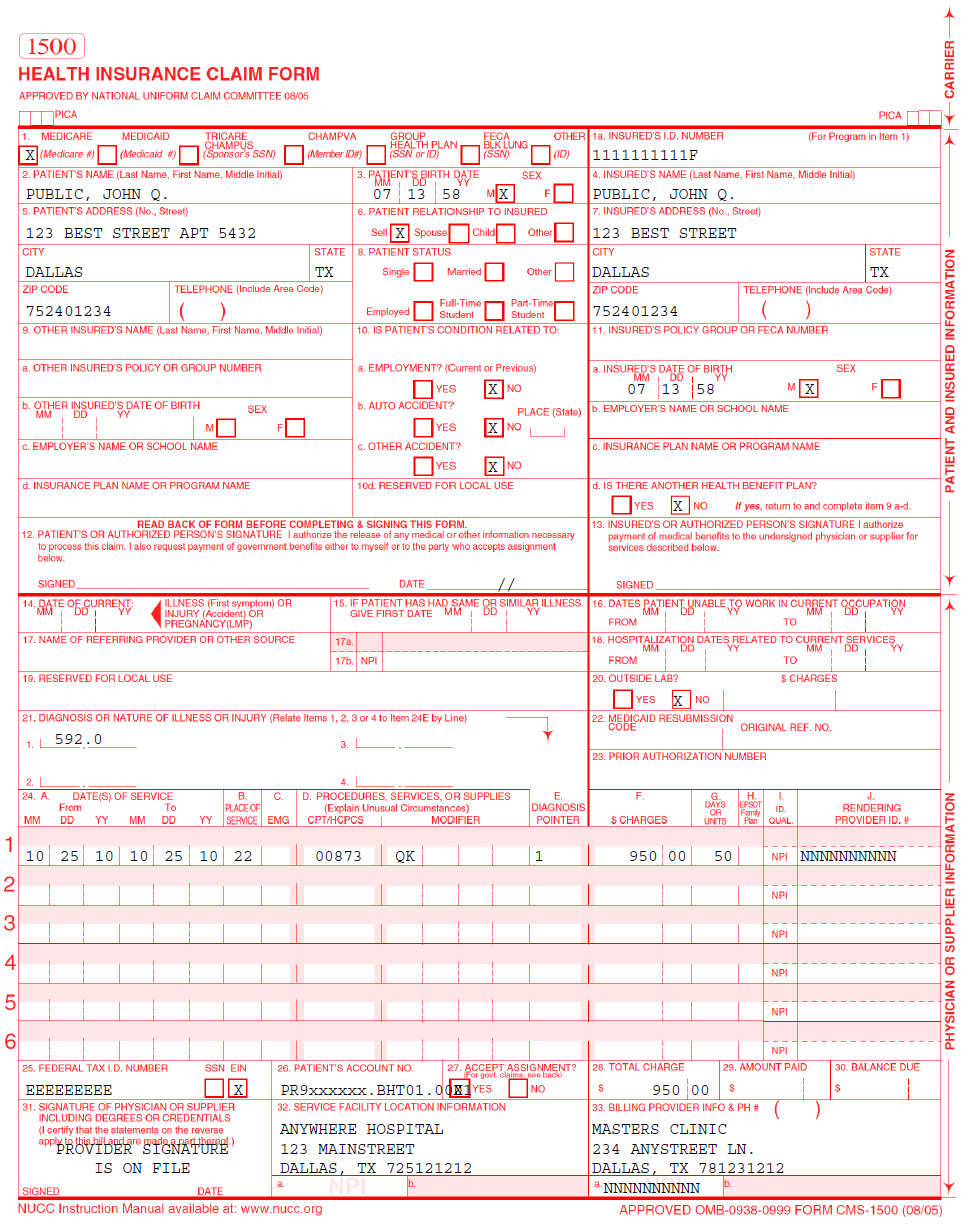 1500
HEALTH INSURANCE CLAIM FORM
APPROVED BY NATIONAL UNIFORM CLAIM COMMITTEE 08/05
PICA
PICA
CARRIER
1. MEDICARE MEDICAID TRICARE CHAMPUS CHAMPVA GROUP HEALTH PLAN FECA BLK LUNG OTHER
X (Medicare #) (Medicaid #) (Sponsor's SSN) (Member ID#) (SSN or ID) (SSN) (ID)
1a. INSURED'S I.D. NUMBER (For Program in Item 1)
1111111111F
2. PATIENT'S NAME (Last Name, First Name, Middle Initial)
PUBLIC, JOHN Q.
3. PATIENT'S BIRTH DATE SEX
MM DD YY
07 13 58 M X F
4. INSURED'S NAME (Last Name, First Name, Middle Initial)
PUBLIC, JOHN Q.
5. PATIENT'S ADDRESS (No., Street)
123 BEST STREET APT 5432
6. PATIENT RELATIONSHIP TO INSURED
Self X Spouse Child Other
7. INSURED'S ADDRESS (No., Street)
123 BEST STREET
CITY STATE
DALLAS TX
8. PATIENT STATUS
Single Married Other
CITY STATE
DALLAS TX
ZIP CODE TELEPHONE (Include Area Code)
752401234 ( )
Employed Full-Time Student Part-Time Student
ZIP CODE TELEPHONE (Include Area Code)
752401234 ( )
9. OTHER INSURED'S NAME (Last Name, First Name, Middle Initial)
10. IS PATIENT'S CONDITION RELATED TO:
11. INSURED'S POLICY GROUP OR FECA NUMBER
a. OTHER INSURED'S POLICY OR GROUP NUMBER
a. EMPLOYMENT? (Current or Previous)
YES X NO
a. INSURED'S DATE OF BIRTH SEX
MM DD YY
07 13 58 M X F
b. OTHER INSURED'S DATE OF BIRTH SEX
MM DD YY
M F
b. AUTO ACCIDENT? PLACE (State)
YES X NO
b. EMPLOYER'S NAME OR SCHOOL NAME
c. EMPLOYER'S NAME OR SCHOOL NAME
c. OTHER ACCIDENT?
YES X NO
c. INSURANCE PLAN NAME OR PROGRAM NAME
d. INSURANCE PLAN NAME OR PROGRAM NAME
10d. RESERVED FOR LOCAL USE
d. IS THERE ANOTHER HEALTH BENEFIT PLAN?
YES X NO If yes, return to and complete item 9 a-d.
READ BACK OF FORM BEFORE COMPLETING & SIGNING THIS FORM.
12. PATIENT'S OR AUTHORIZED PERSON'S SIGNATURE I authorize the release of any medical or other information necessary
to process this claim. I also request payment of government benefits either to myself or to the party who accepts assignment
below.
SIGNED DATE //
13. INSURED'S OR AUTHORIZED PERSON'S SIGNATURE I authorize
payment of medical benefits to the undersigned physician or supplier for
services described below.
SIGNED
PATIENT AND INSURED INFORMATION
14. DATE OF CURRENT:
MM DD YY
ILLNESS (First symptom) OR
INJURY (Accident) OR
PREGNANCY(LMP)
15. IF PATIENT HAS HAD SAME OR SIMILAR ILLNESS.
GIVE FIRST DATE MM DD YY
16. DATES PATIENT UNABLE TO WORK IN CURRENT OCCUPATION
MM DD YY MM DD YY
FROM TO
17. NAME OF REFERRING PROVIDER OR OTHER SOURCE
17a.
17b. NPI
18. HOSPITALIZATION DATES RELATED TO CURRENT SERVICES
MM DD YY MM DD YY
FROM TO
19. RESERVED FOR LOCAL USE
20. OUTSIDE LAB? $ CHARGES
YES X NO
21. DIAGNOSIS OR NATURE OF ILLNESS OR INJURY (Relate Items 1, 2, 3 or 4 to Item 24E by Line)
1. 592.0 3.
2. 4.
22. MEDICAID RESUBMISSION
CODE ORIGINAL REF. NO.
23. PRIOR AUTHORIZATION NUMBER
24. A. DATE(S) OF SERVICE B. C. D. PROCEDURES, SERVICES, OR SUPPLIES E. F. G. H. I. J.
From To PLACE OF SERVICE EMG (Explain Unusual Circumstances) DIAGNOSIS POINTER $ CHARGES DAYS OR UNITS EPSDT Family Plan ID. QUAL. RENDERING PROVIDER ID. #
MM DD YY MM DD YY CPT/HCPCS MODIFIER
1 10 25 10 10 25 10 22 00873 QK 1 950 00 50 NPI NNNNNNNNNN
2 NPI
3 NPI
4 NPI
5 NPI
6 NPI
PHYSICIAN OR SUPPLIER INFORMATION
25. FEDERAL TAX I.D. NUMBER SSN EIN
EEEEEEEEE X
26. PATIENT'S ACCOUNT NO.
PR9xxxxxx.BHT01.001
27. ACCEPT ASSIGNMENT?
(For govt. claims, see back)
X YES NO
28. TOTAL CHARGE
$ 950 00
29. AMOUNT PAID
$
30. BALANCE DUE
$
31. SIGNATURE OF PHYSICIAN OR SUPPLIER
INCLUDING DEGREES OR CREDENTIALS
(I certify that the statements on the reverse
apply to this bill and are made a part thereof.)
PROVIDER SIGNATURE
IS ON FILE
SIGNED DATE
32. SERVICE FACILITY LOCATION INFORMATION
ANYWHERE HOSPITAL
123 MAINSTREET
DALLAS, TX 725121212
a. NPI b.
33. BILLING PROVIDER INFO & PH # ( )
MASTERS CLINIC
234 ANYSTREET LN.
DALLAS, TX 781231212
a. NNNNNNNNNN b.
NUCC Instruction Manual available at: www.nucc.org
APPROVED OMB-0938-0999 FORM CMS-1500 (08/05)